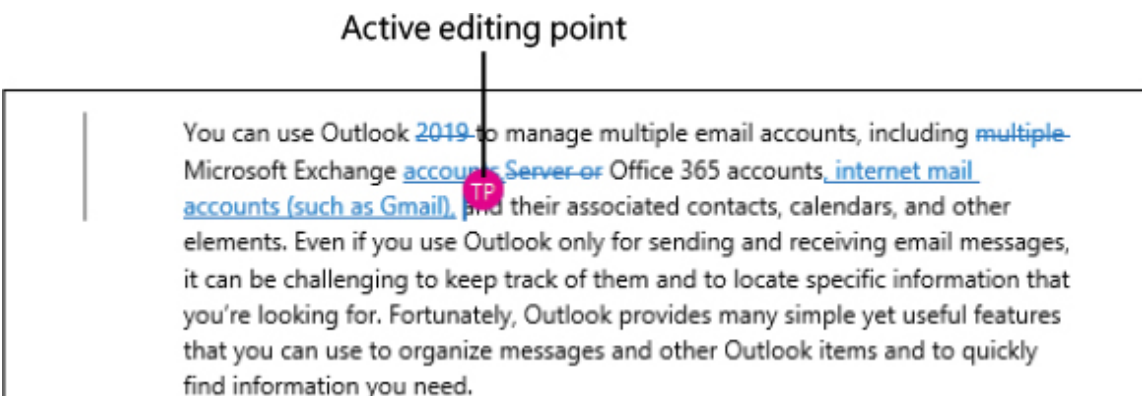 Active editing point
You can use Outlook 2019 to manage multiple email accounts, including multiple
Microsoft Exchange accounts Server or Office 365 accounts, internet mail
TP
accounts (such as Gmail), and their associated contacts, calendars, and other
elements. Even if you use Outlook only for sending and receiving email messages,
it can be challenging to keep track of them and to locate specific information that
you're looking for. Fortunately, Outlook provides many simple yet useful features
that you can use to organize messages and other Outlook items and to quickly
find information you need.